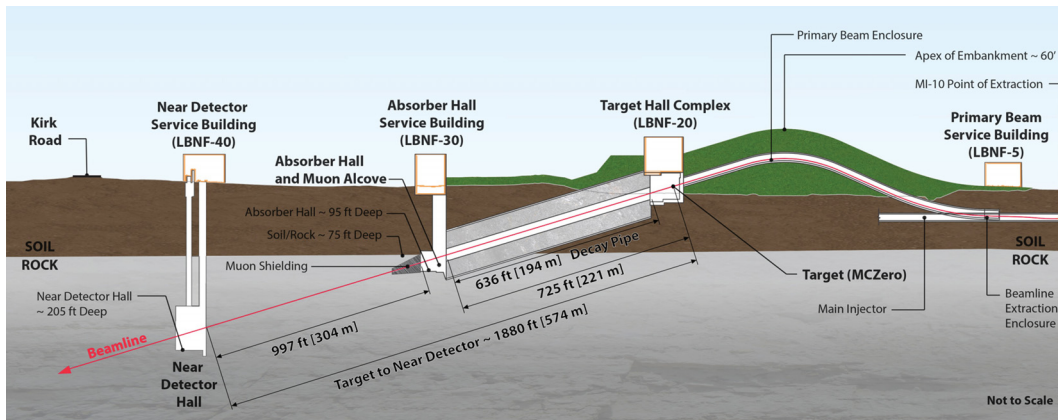 Primary Beam Enclosure
Apex of Embankment ~ 60'
MI-10 Point of Extraction
Near Detector
Service Building
(LBNF-40)
Absorber Hall
Service Building
(LBNF-30)
Target Hall Complex
(LBNF-20)
Primary Beam
Service Building
(LBNF-5)
Kirk
Road
Absorber Hall
and Muon Alcove
Absorber Hall ~ 95 ft Deep
Soil/Rock ~ 75 ft Deep
Muon Shielding
SOIL
ROCK
SOIL
ROCK
636 ft [194 m] Decay Pipe
725 ft [221 m]
Target (MCZero)
Main Injector
Beamline
Extraction
Enclosure
Near Detector Hall
~ 205 ft Deep
997 ft [304 m]
Target to Near Detector ~ 1880 ft [574 m]
Beamline
Near
Detector
Hall
Not to Scale